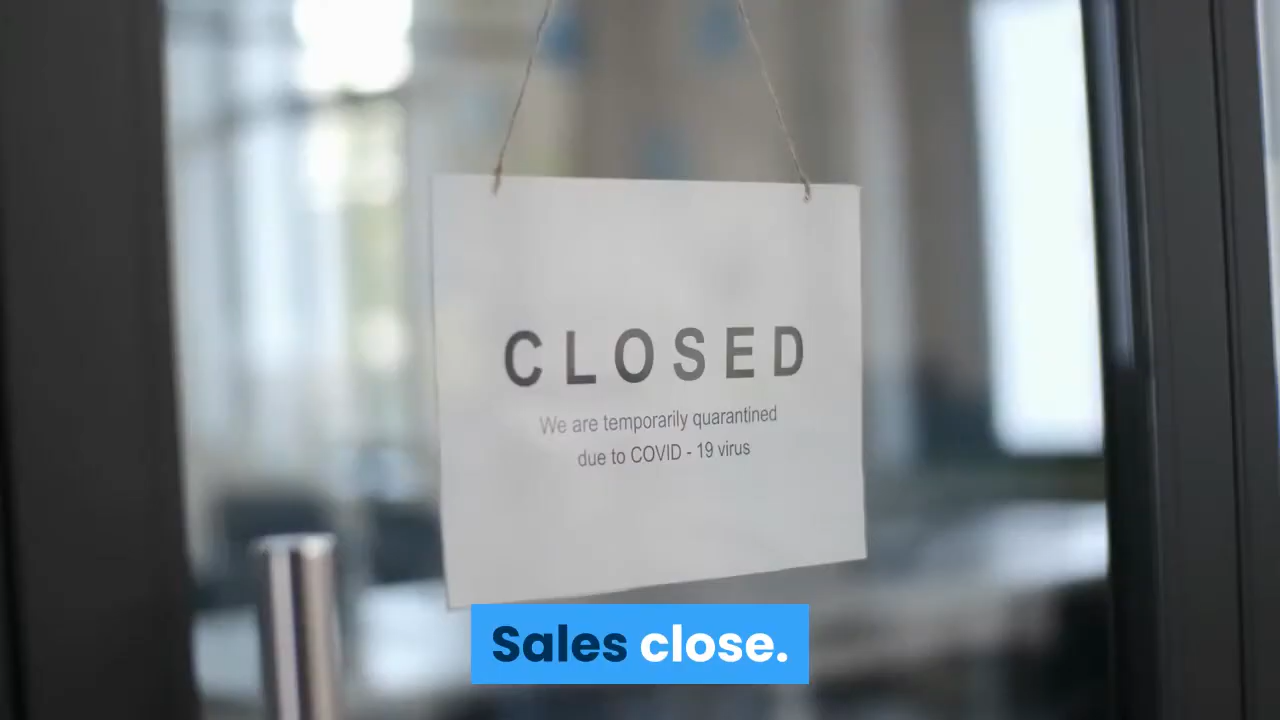 CLOSED
We are temporarily quarantined
due to COVID - 19 virus
Sales close.